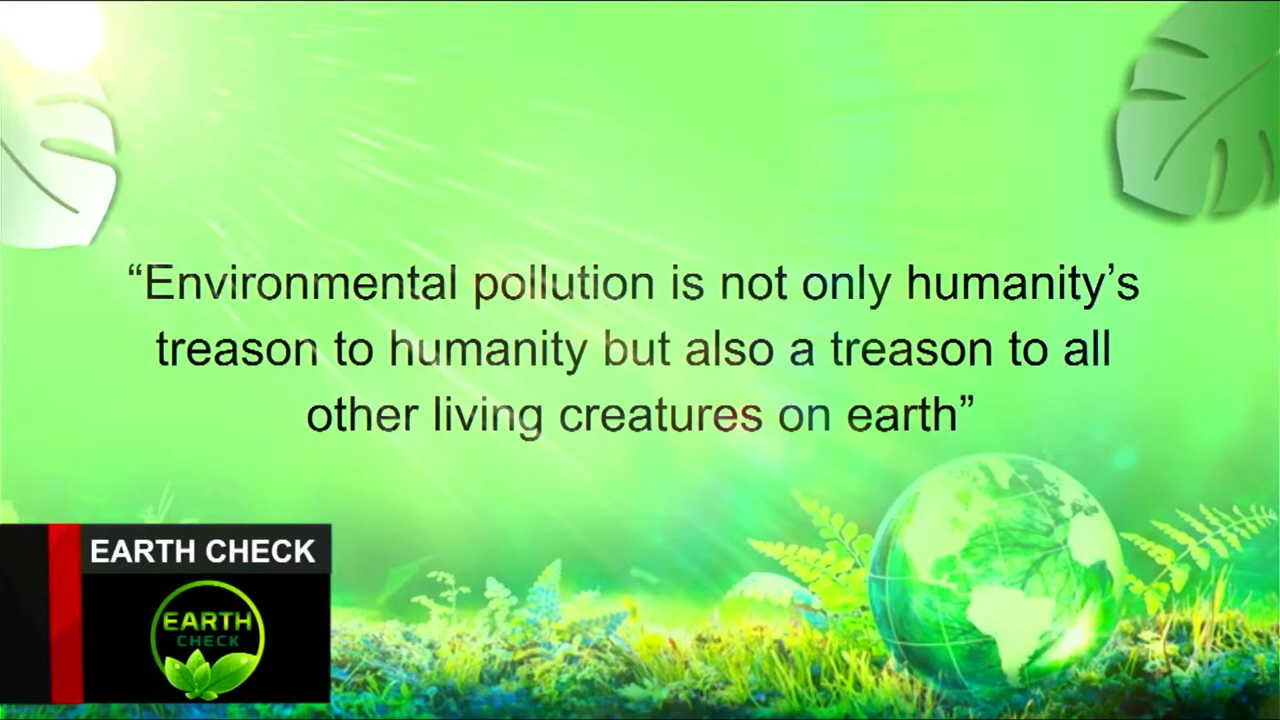 “Environmental pollution is not only humanity’s
treason to humanity but also a treason to all
other living creatures on earth”
EARTH CHECK
EARTH
CHECK